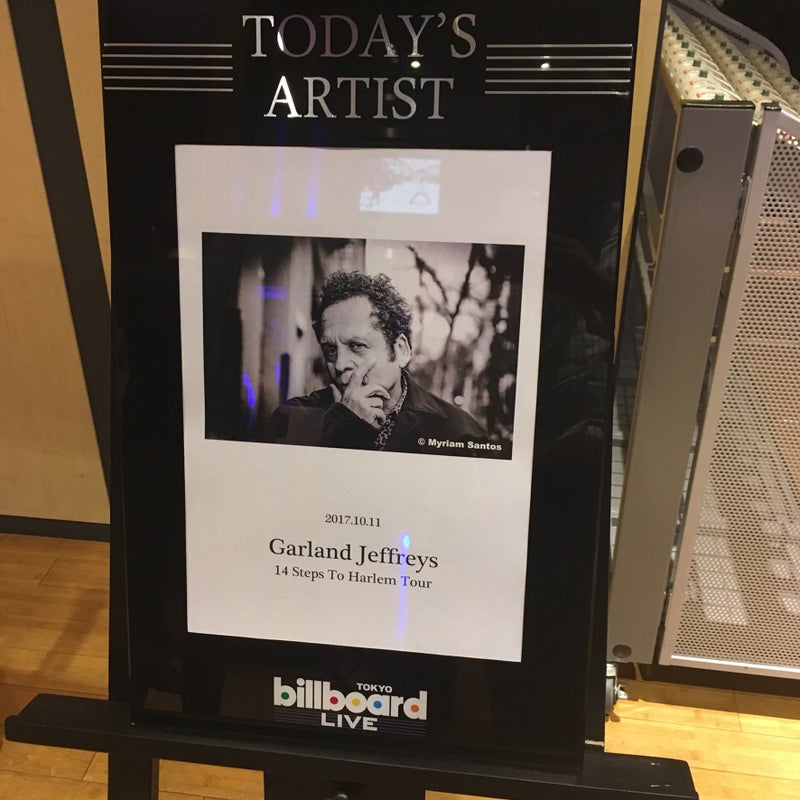 TODAY'S
ARTIST
© Myriam Santos
2017.10.11
Garland Jeffreys
14 Steps To Harlem Tour
TOKYO
billboard
LIVE